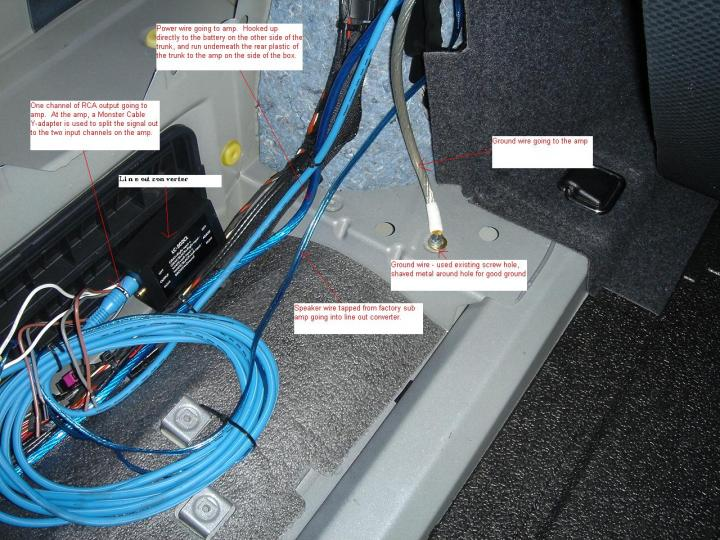 Power wire going to amp. Hooked up
directly to the battery on the other side of the
trunk, and run underneath the rear plastic of
the trunk to the amp on the side of the box.
One channel of RCA output going to
amp. At the amp, a Monster Cable
Y-adapter is used to split the signal out
to the two input channels on the amp.
Ground wire going to the amp
Line out converter
Ground wire - used existing screw hole,
shaved metal around hole for good ground
Speaker wire tapped from factory sub
amp going into line out converter.